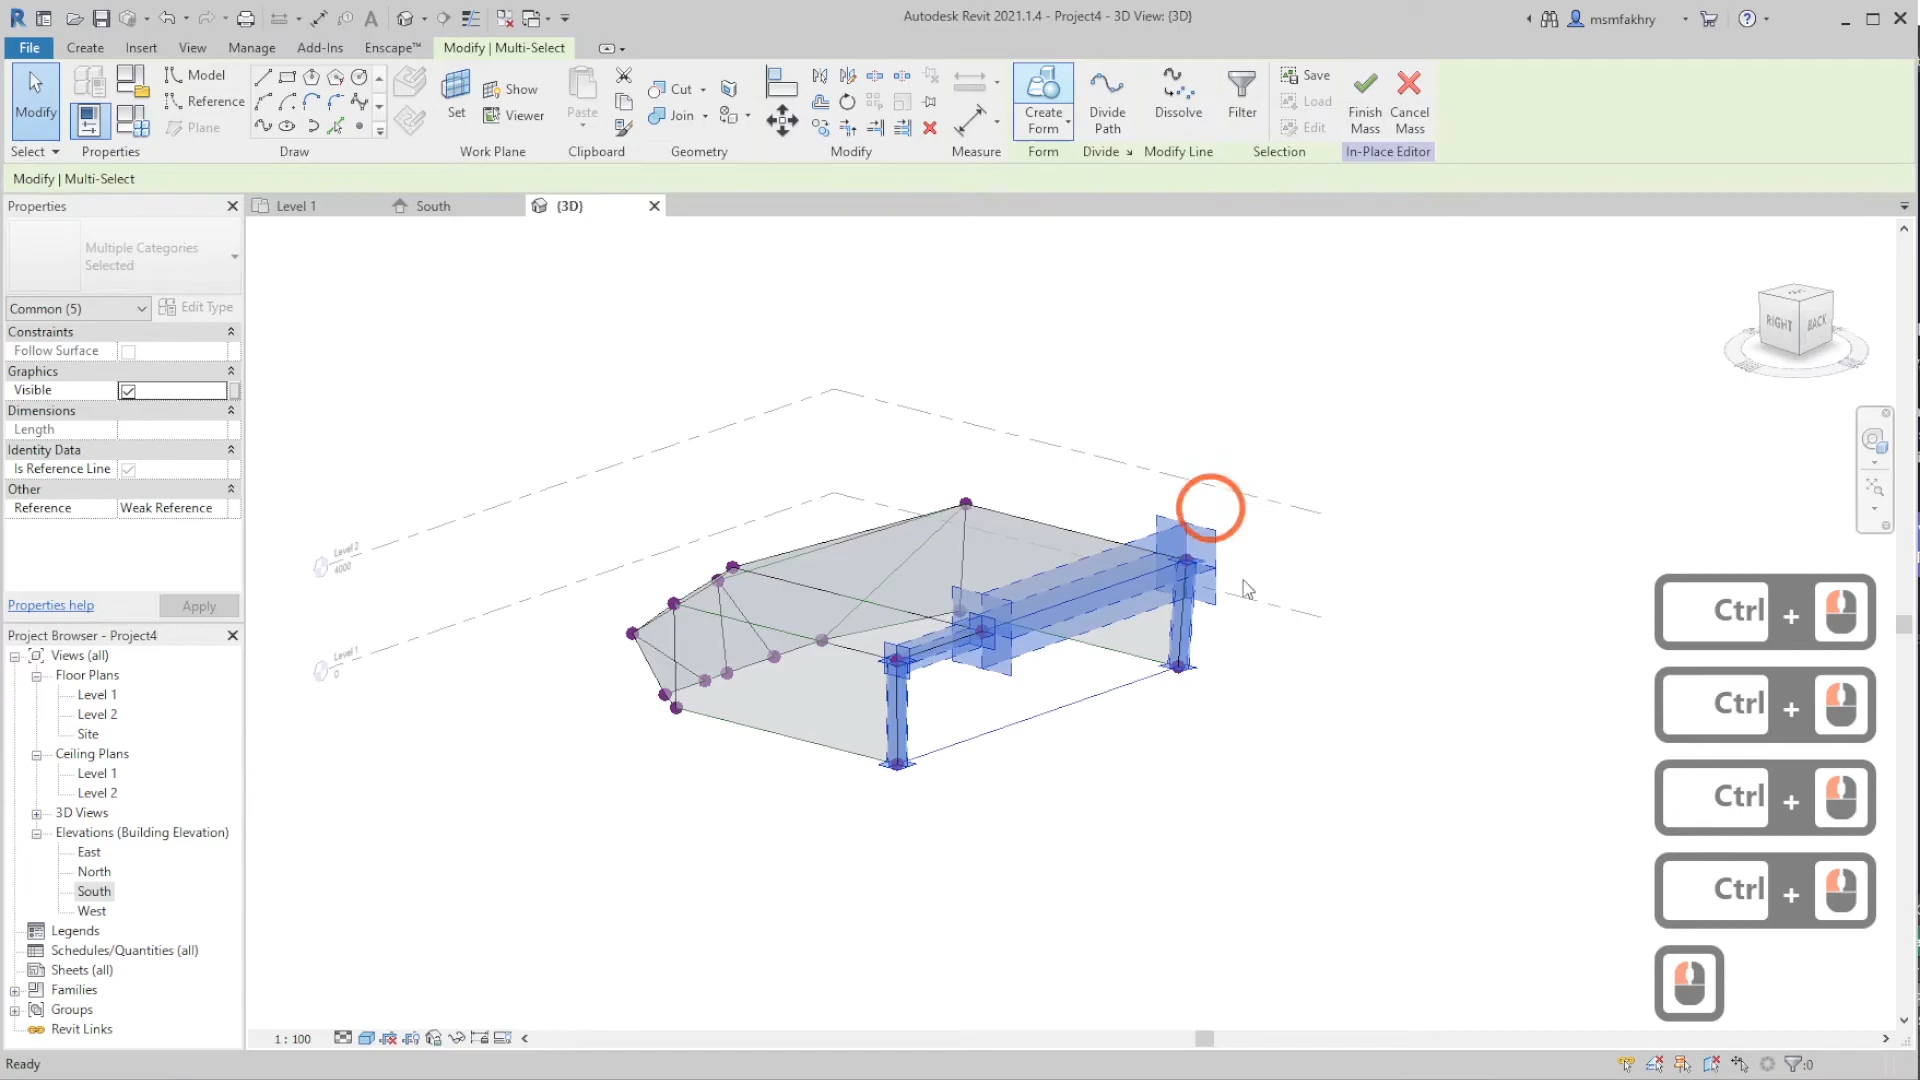 Autodesk Revit 2021.1.4 - Project4 - 3D View: {3D}
msmfakhry
File
Create
Insert
View
Manage
Add-Ins
Enscape™
Modify | Multi-Select
Modify
Select
Properties
Model
Reference
Plane
Draw
Set
Show
Viewer
Work Plane
Paste
Clipboard
Cut
Join
Geometry
Modify
Measure
Create
Form
Form
Divide
Path
Divide
Dissolve
Modify Line
Filter
Save
Load
Edit
Selection
Finish
Mass
Cancel
Mass
In-Place Editor
Modify | Multi-Select
Properties
Multiple Categories
Selected
Common (5)
Edit Type
Constraints
Follow Surface
Graphics
Visible
Dimensions
Length
Identity Data
Is Reference Line
Other
Reference Weak Reference
Properties help
Apply
Project Browser - Project4
Views (all)
Floor Plans
Level 1
Level 2
Site
Ceiling Plans
Level 1
Level 2
3D Views
Elevations (Building Elevation)
East
North
South
West
Legends
Schedules/Quantities (all)
Sheets (all)
Families
Groups
Revit Links
Level 1
South
{3D}
RIGHT
BACK
Level 2
4000
Level 1
0
Ctrl +
Ctrl +
Ctrl +
Ctrl +
1 : 100
Ready
:0